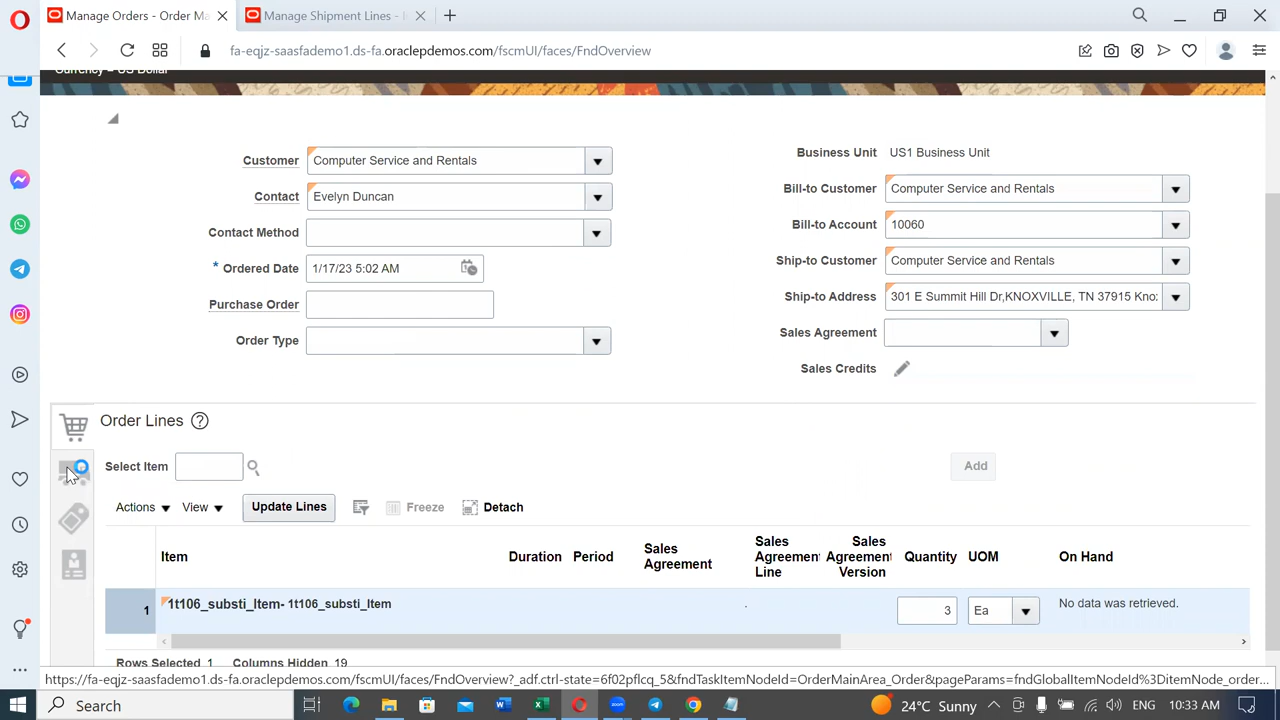 Manage Orders - Order Ma
Manage Shipment Lines -
fa-eqjz-saasfademo1.ds-fa.oraclepdemos.com/fscmUI/faces/FndOverview
Currency = US Dollar
Customer Computer Service and Rentals
Contact Evelyn Duncan
Contact Method
* Ordered Date 1/17/23 5:02 AM
Purchase Order
Order Type
Business Unit US1 Business Unit
Bill-to Customer Computer Service and Rentals
Bill-to Account 10060
Ship-to Customer Computer Service and Rentals
Ship-to Address 301 E Summit Hill Dr,KNOXVILLE, TN 37915 Kno:
Sales Agreement
Sales Credits
Order Lines ?
Select Item Add
Actions View Update Lines Freeze Detach
Item Duration Period Sales Agreement Sales Agreement Line Sales Agreement Version Quantity UOM On Hand
1 1t106_substi_Item- 1t106_substi_Item . 3 Ea No data was retrieved.
Rows Selected 1 Columns Hidden 19
https://fa-eqjz-saasfademo1.ds-fa.oraclepdemos.com/fscmUI/faces/FndOverview?_adf.ctrl-state=6f02pflcq_5&fndTaskItemNodeId=OrderMainArea_Order&pageParams=fndGlobalItemNodeId%3DitemNode_order...
Search
24°C Sunny
ENG
10:33 AM